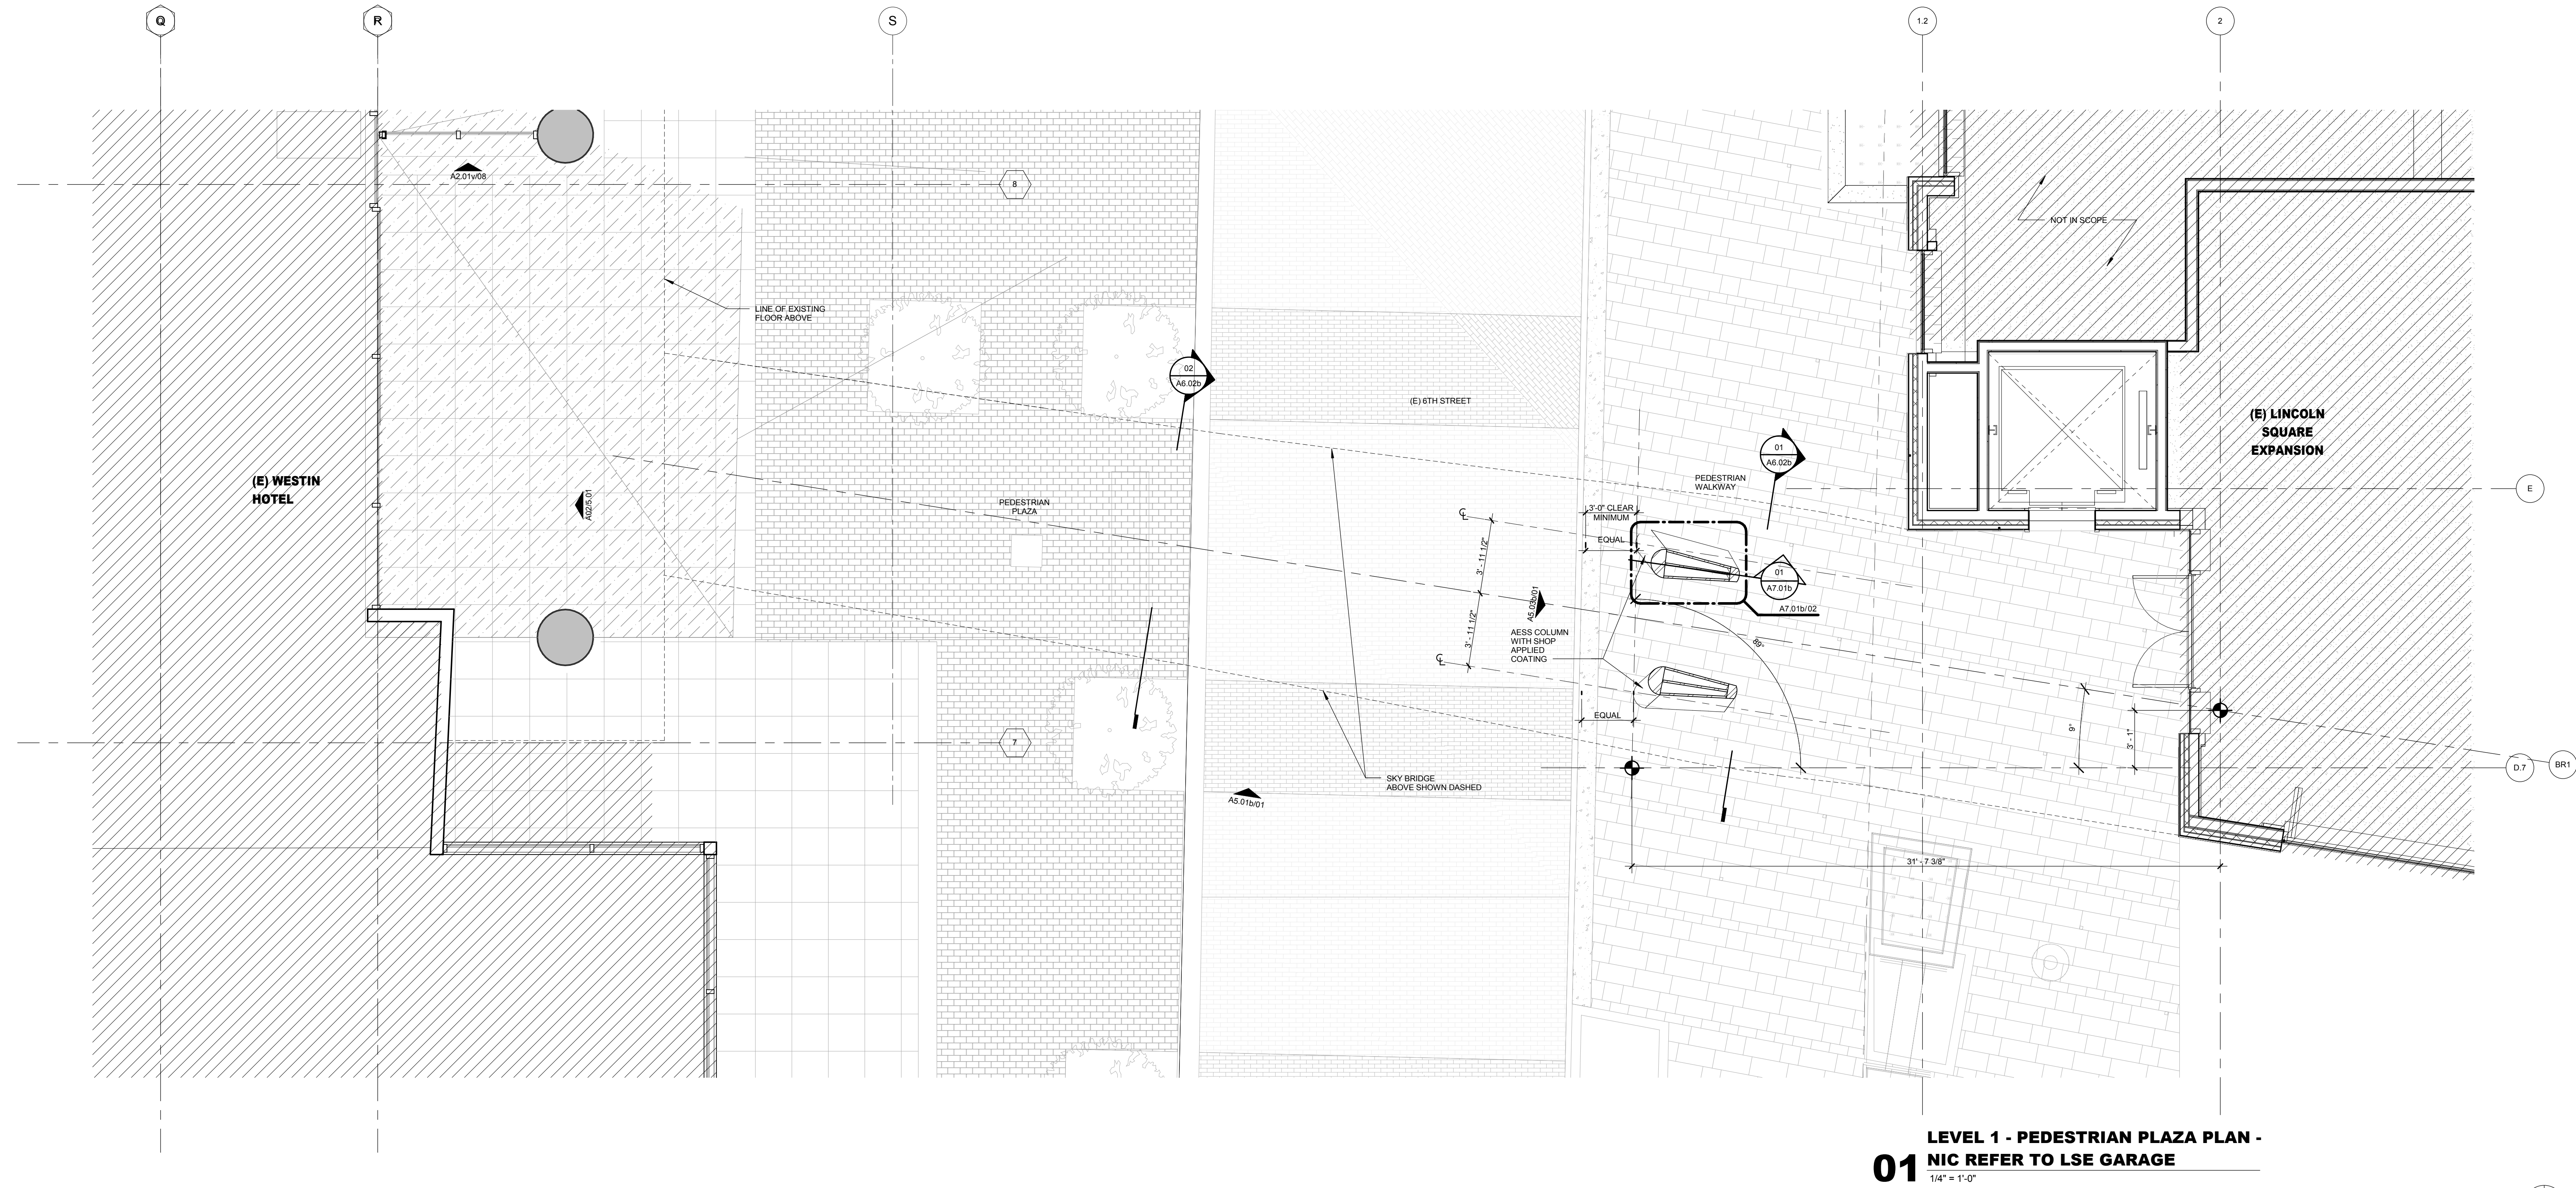 Q
R
S
1.2
2
A2.01y/08
8
NOT IN SCOPE
LINE OF EXISTING
FLOOR ABOVE
02
A6.02b
(E) 6TH STREET
(E) LINCOLN
SQUARE
EXPANSION
01
A6.02b
(E) WESTIN
HOTEL
A02/5.01
PEDESTRIAN
PLAZA
PEDESTRIAN
WALKWAY
E
3'-0" CLEAR
MINIMUM
EQUAL
3' - 11 1/2"
01
A7.01b
A7.01b/02
A5.03b/01
3' - 11 1/2"
AESS COLUMN
WITH SHOP
APPLIED
COATING
89°
EQUAL
9°
3' - 1"
7
SKY BRIDGE
ABOVE SHOWN DASHED
D.7
BR1
A5.01b/01
31' - 7 3/8"
01
LEVEL 1 - PEDESTRIAN PLAZA PLAN -
NIC REFER TO LSE GARAGE
1/4" = 1'-0"